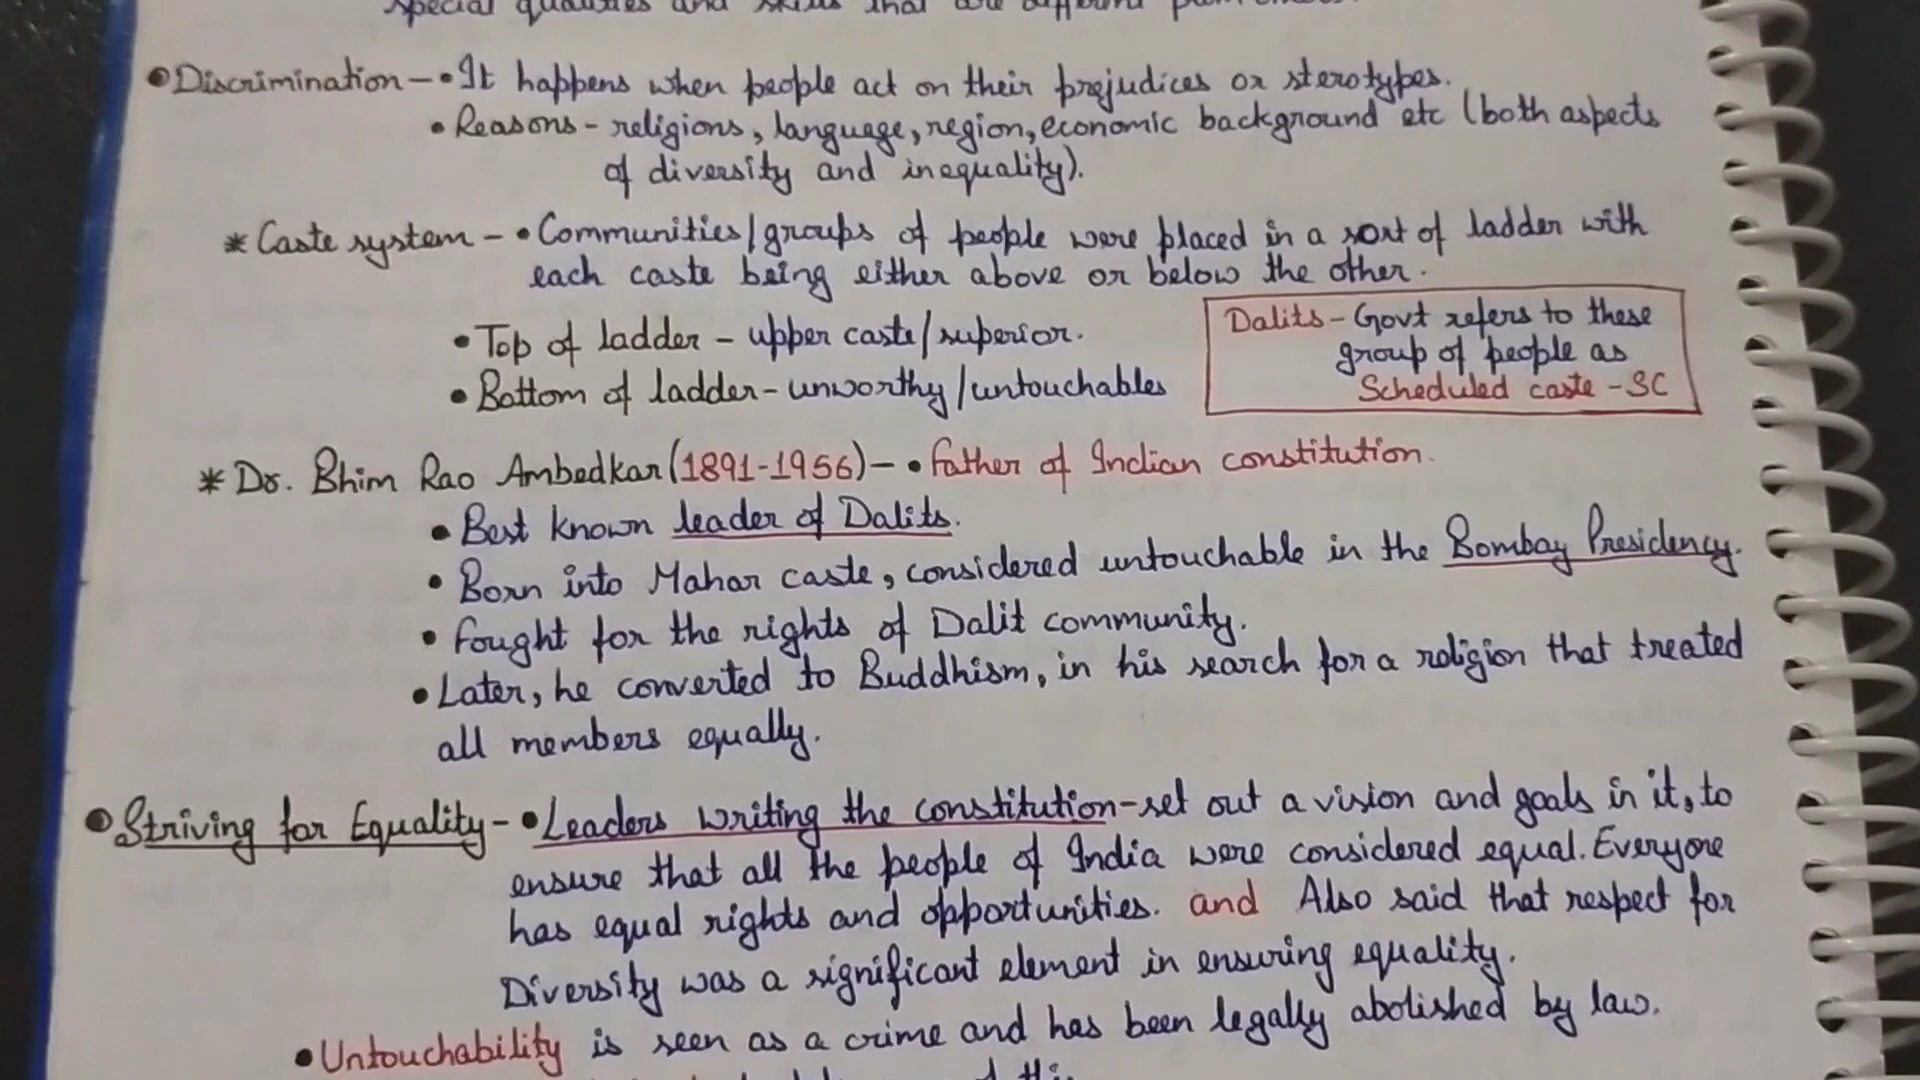 special qualities and skills that are different
• Discrimination – • It happens when people act on their prejudices or sterotypes.
• Reasons - religions, language, region, economic background etc (both aspects
of diversity and inequality).
* Caste system – • Communities/groups of people were placed in a sort of ladder with
each caste being either above or below the other.
• Top of ladder – upper caste/superior.
• Bottom of ladder – unworthy/untouchables
Dalits – Govt refers to these
group of people as
Scheduled caste – SC
* Dr. Bhim Rao Ambedkar (1891-1956) – • Father of Indian constitution.
• Best known leader of Dalits.
• Born into Mahar caste, considered untouchable in the Bombay Presidency.
• Fought for the rights of Dalit community.
• Later, he converted to Buddhism, in his search for a religion that treated
all members equally.
• Striving for Equality – • Leaders writing the constitution – set out a vision and goals in it, to
ensure that all the people of India were considered equal. Everyone
has equal rights and opportunities. and Also said that respect for
Diversity was a significant element in ensuring equality.
• Untouchability is seen as a crime and has been legally abolished by law.